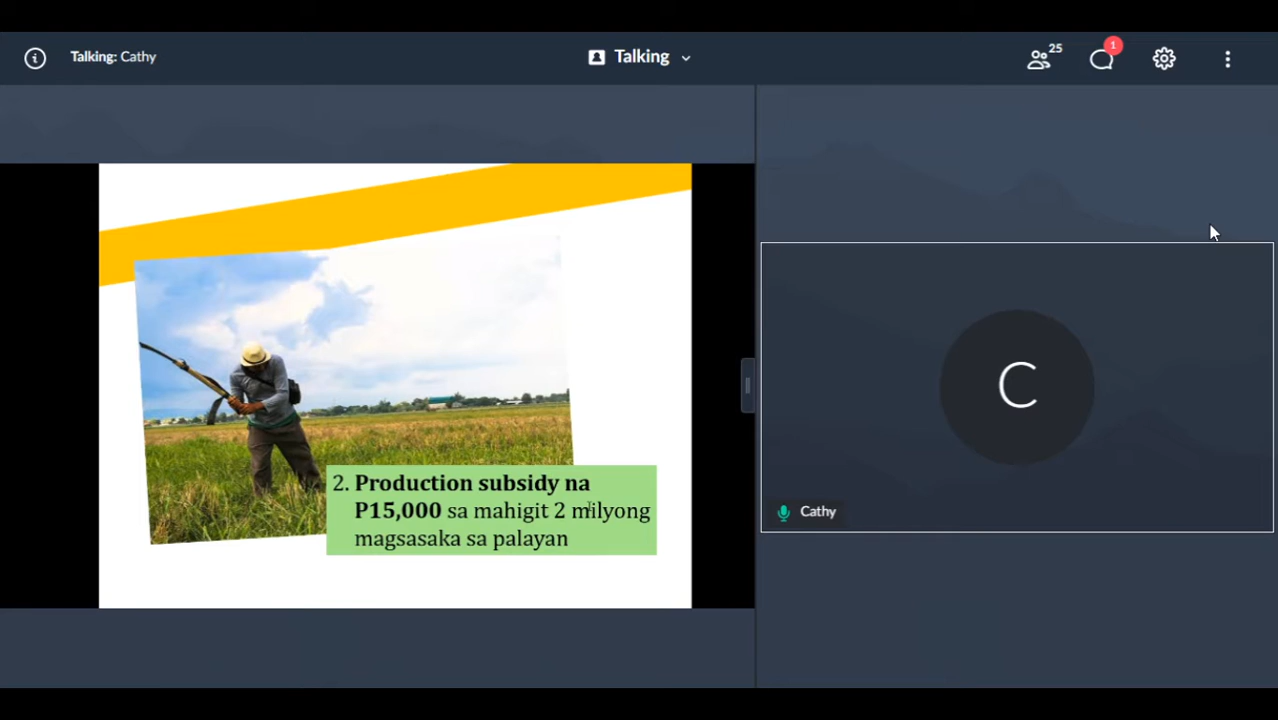 Talking: Cathy
Talking
25
1
2. Production subsidy na
P15,000 sa mahigit 2 milyong
magsasaka sa palayan
C
Cathy